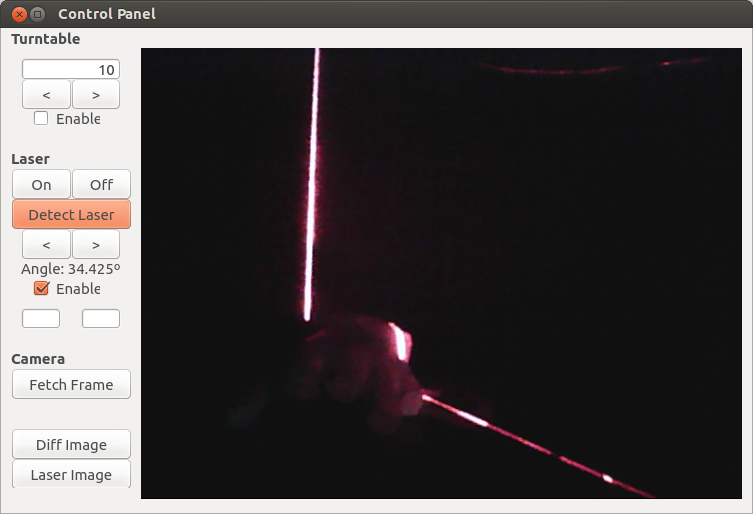 Control Panel
Turntable
10
< >
Enable
Laser
On Off
Detect Laser
< >
Angle: 34.425º
Enable
Camera
Fetch Frame
Diff Image
Laser Image